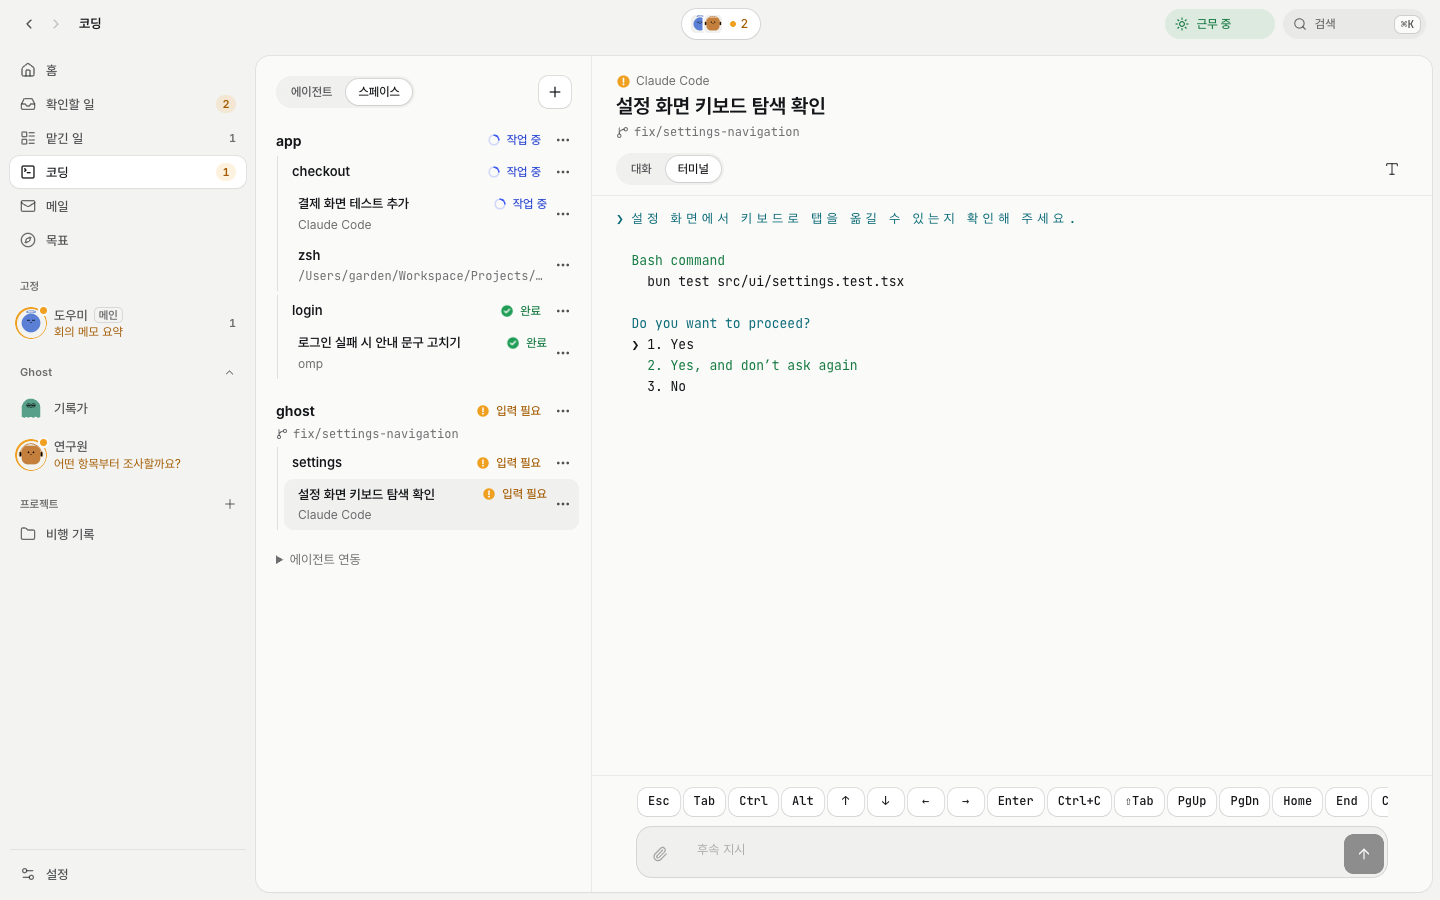 코딩
2
근무 중
검색
⌘K
홈
확인할 일
2
맡긴 일
1
코딩
1
메일
목표
고정
도우미
메인
회의 메모 요약
1
Ghost
기록가
연구원
어떤 항목부터 조사할까요?
프로젝트
비행 기록
설정
에이전트
스페이스
app
작업 중
checkout
작업 중
결제 화면 테스트 추가
작업 중
Claude Code
zsh
/Users/garden/Workspace/Projects/…
login
완료
로그인 실패 시 안내 문구 고치기
완료
omp
ghost
입력 필요
fix/settings-navigation
settings
입력 필요
설정 화면 키보드 탐색 확인
입력 필요
Claude Code
에이전트 연동
Claude Code
설정 화면 키보드 탐색 확인
fix/settings-navigation
대화
터미널
❯ 설정 화면에서 키보드로 탭을 옮길 수 있는지 확인해 주세요.
Bash command
bun test src/ui/settings.test.tsx
Do you want to proceed?
❯ 1. Yes
2. Yes, and don’t ask again
3. No
Esc Tab Ctrl Alt ↑ ↓ ← → Enter Ctrl+C ⇧Tab PgUp PgDn Home End C
후속 지시